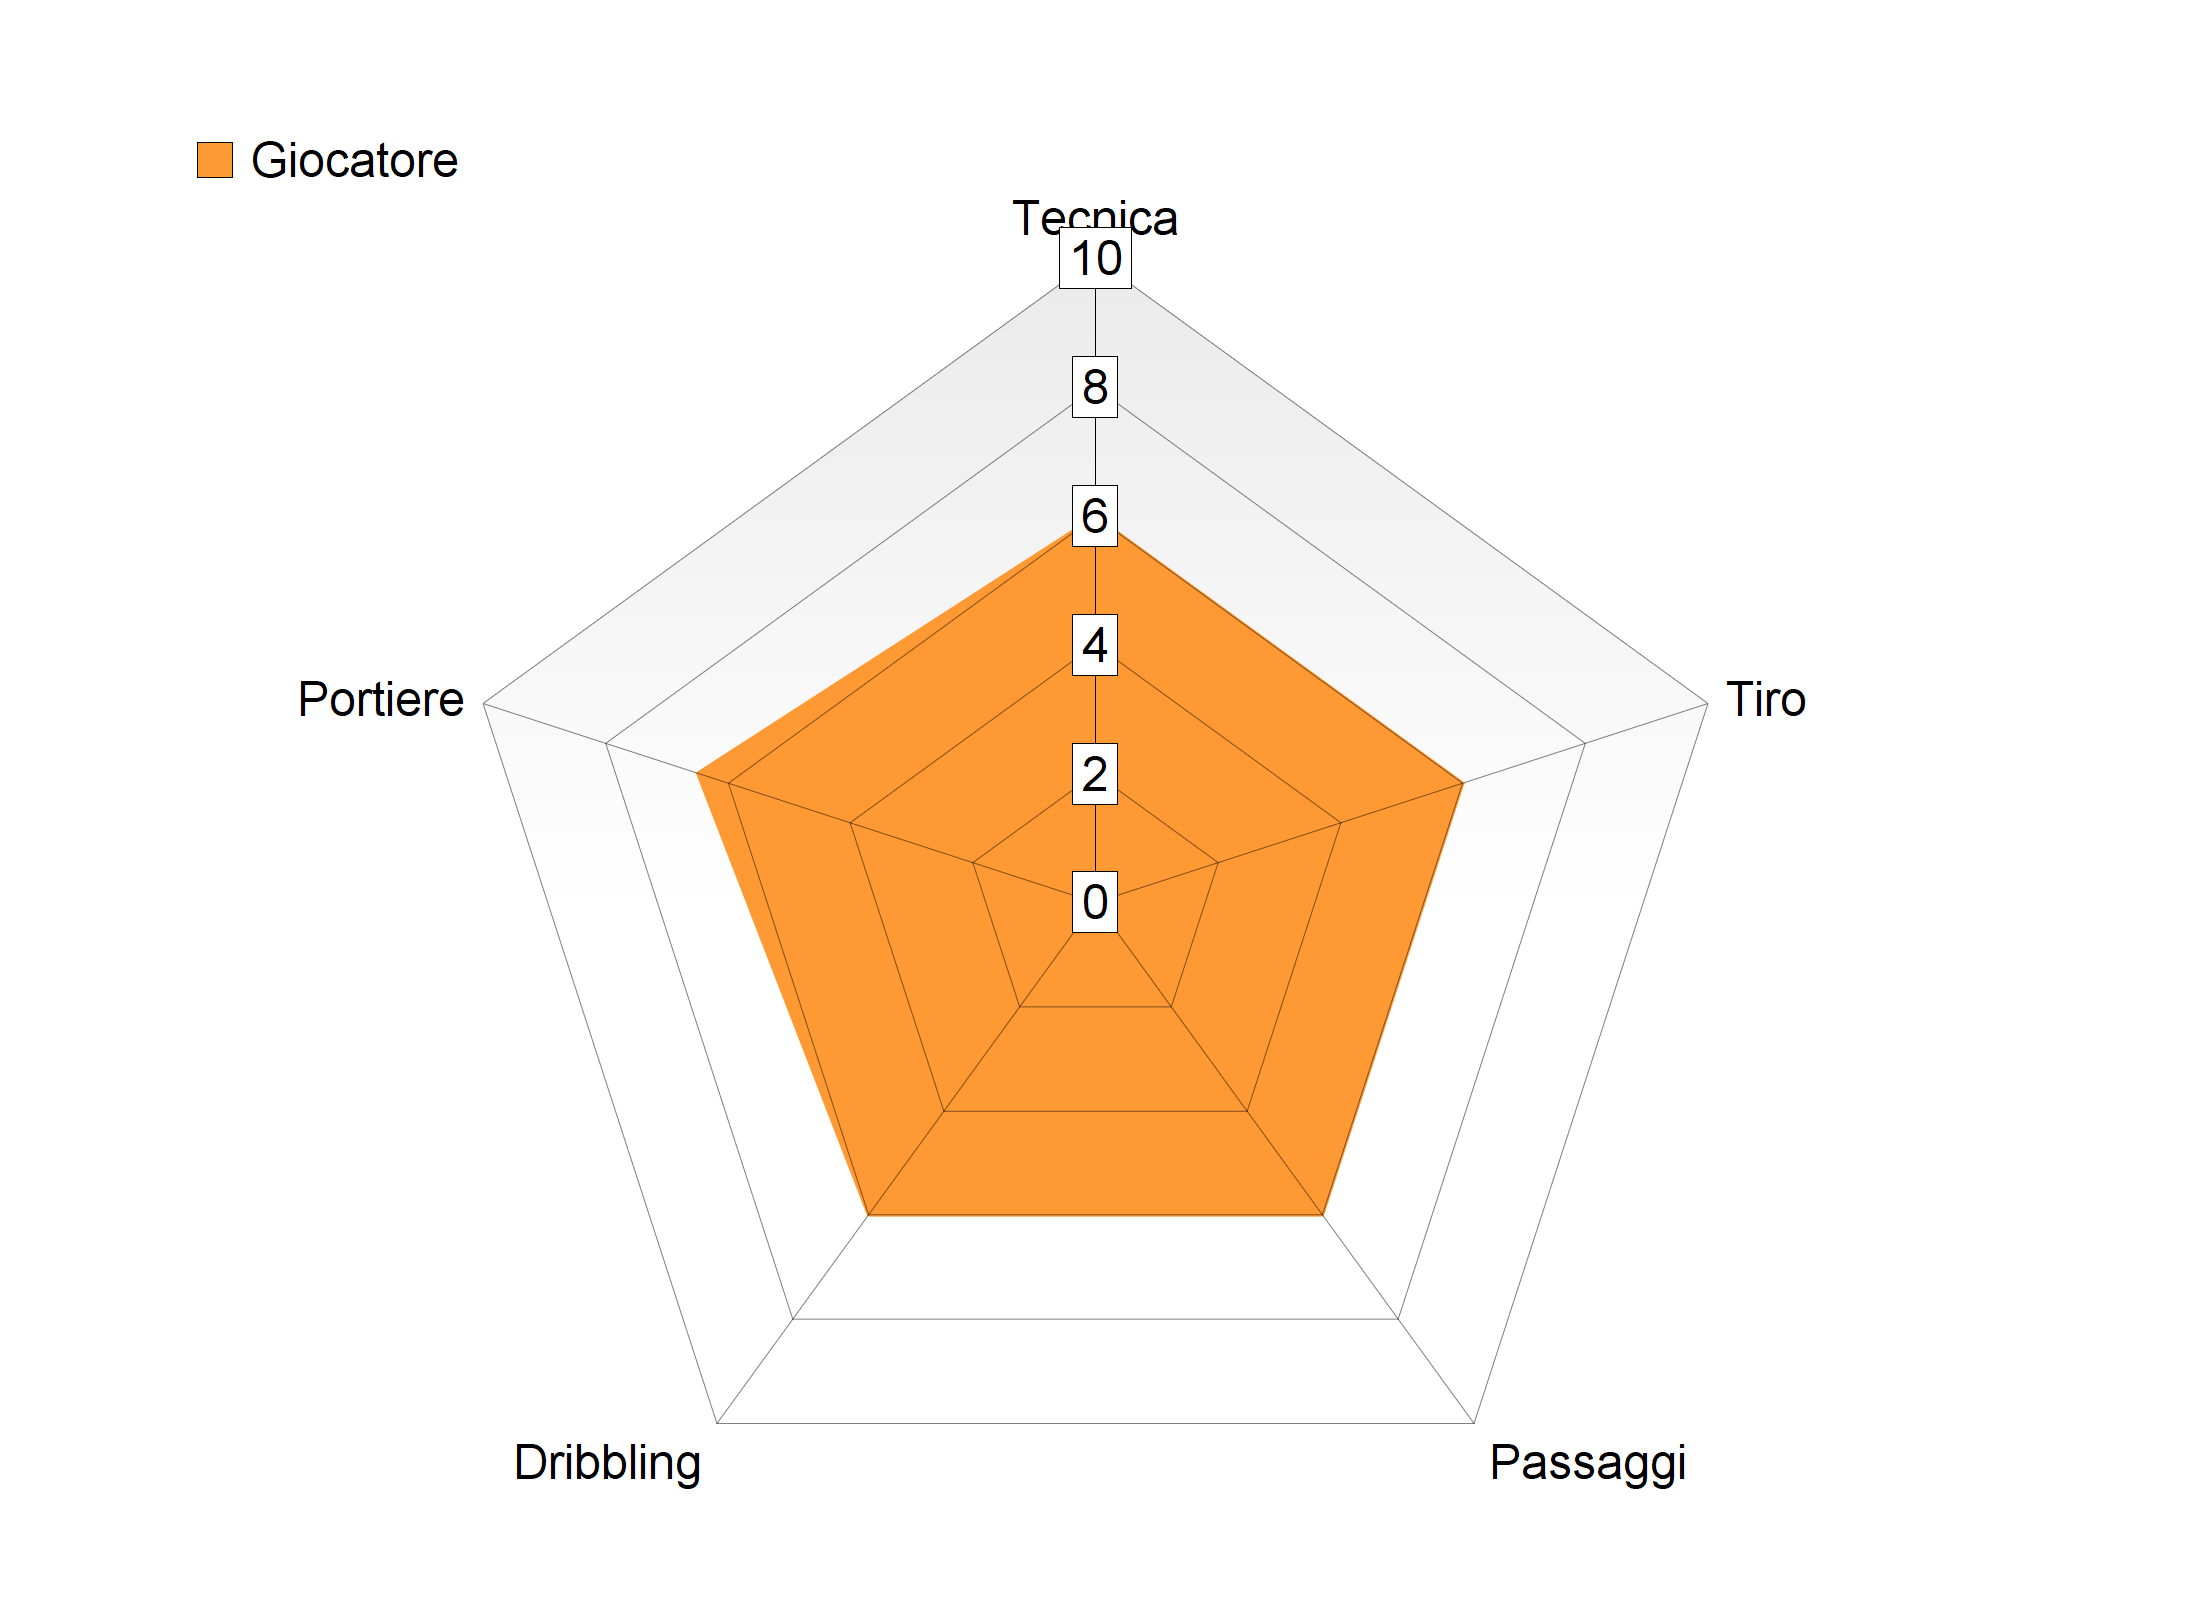 Giocatore
Tecnica
10
8
6
4
2
0
Portiere
Tiro
Dribbling
Passaggi